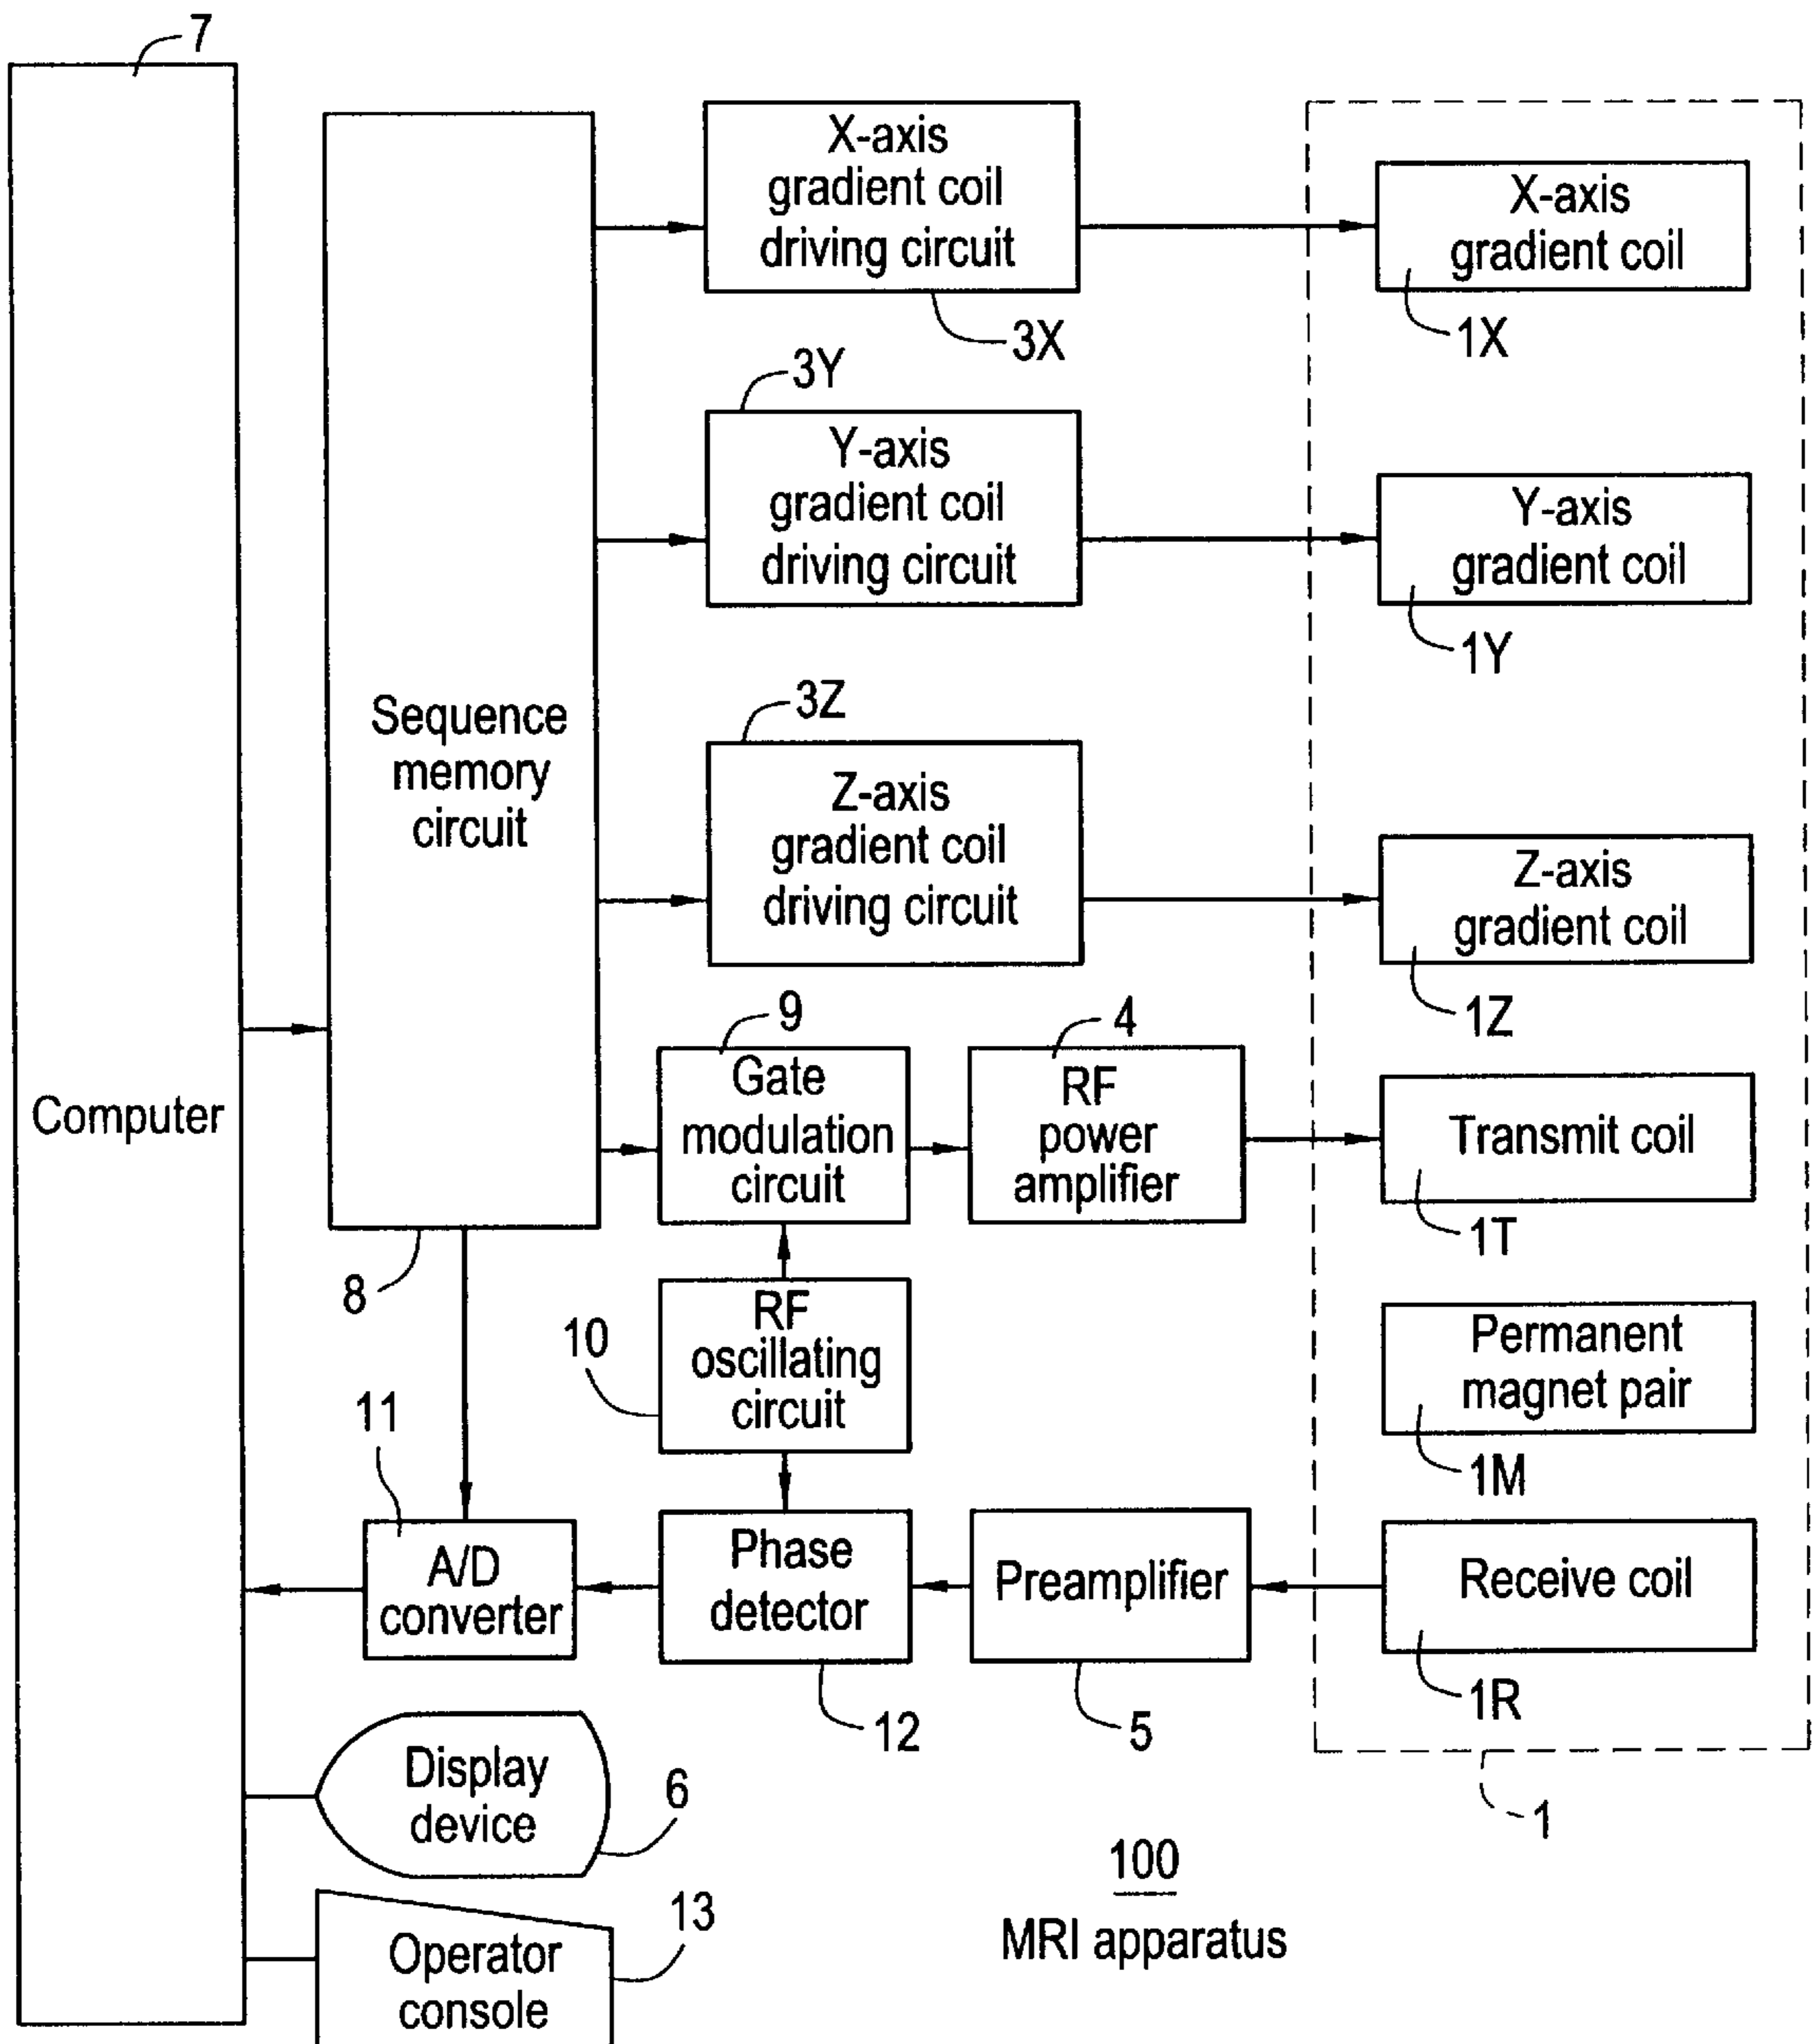 7
X-axis
gradient coil
driving circuit
3X
X-axis
gradient coil
1X
3Y
Y-axis
gradient coil
driving circuit
Y-axis
gradient coil
1Y
Sequence
memory
circuit
8
3Z
Z-axis
gradient coil
driving circuit
Z-axis
gradient coil
1Z
Computer
9
Gate
modulation
circuit
4
RF
power
amplifier
Transmit coil
1T
10
RF
oscillating
circuit
Permanent
magnet pair
1M
11
A/D
converter
Phase
detector
12
Preamplifier
5
Receive coil
1R
1
Display
device
6
Operator
console
13
100
MRI apparatus